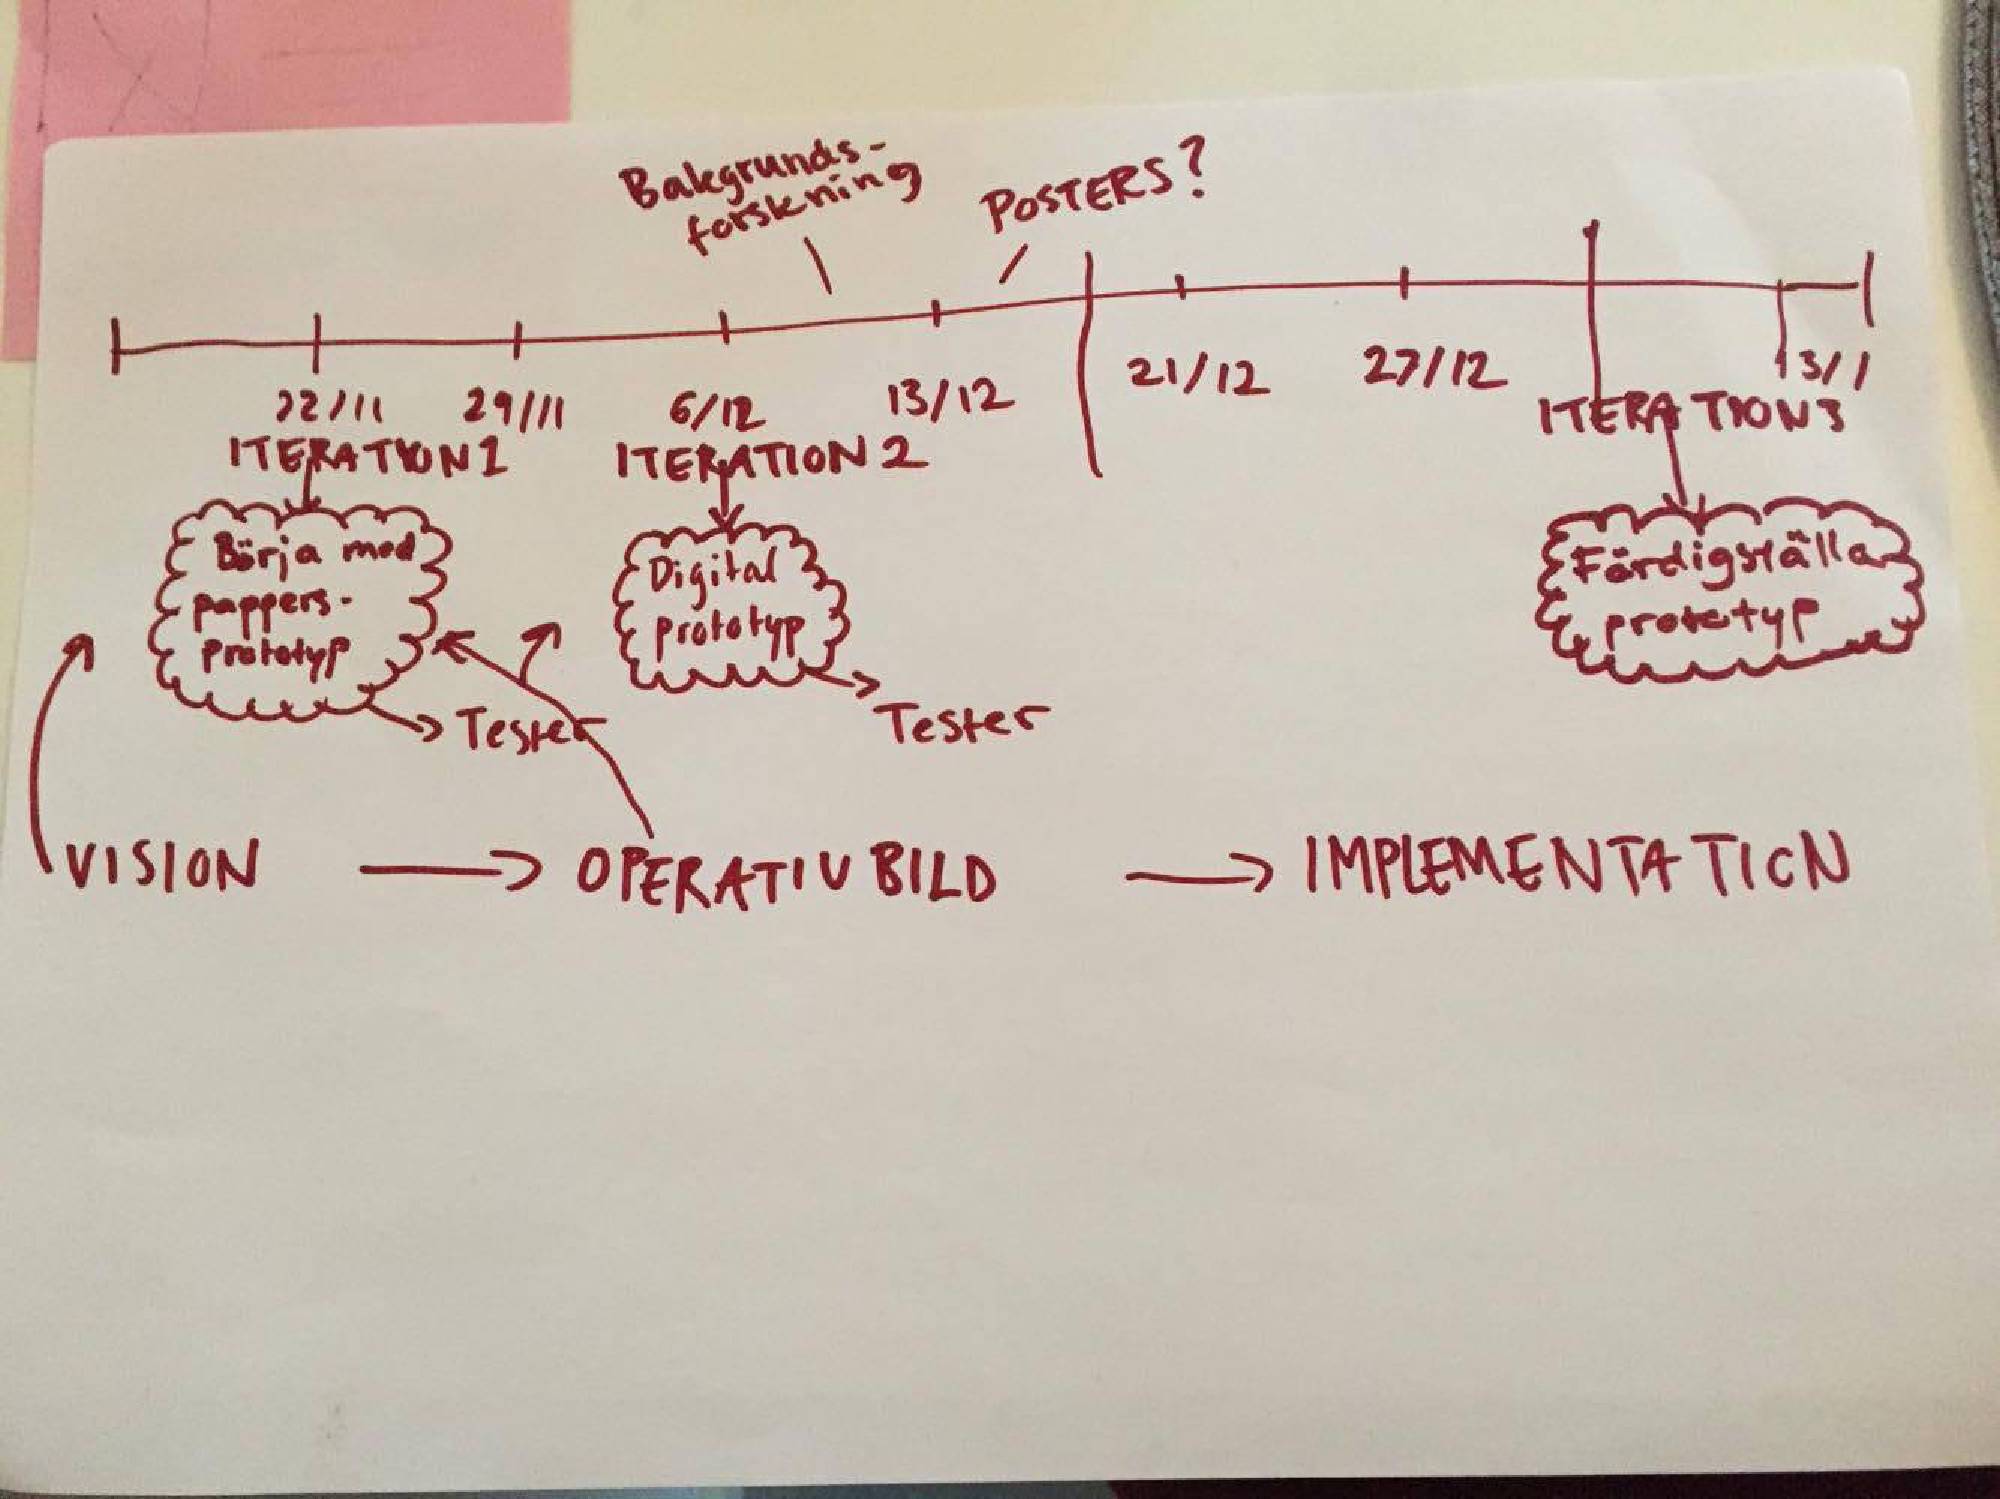 Bakgrunds-
forskning
POSTERS?
22/11
29/11
6/12
13/12
21/12
27/12
13/1
ITERATION 1
ITERATION 2
ITERATION 3
Börja med
pappers-
prototyp
Digital
prototyp
Färdigställa
prototyp
Tester
Tester
VISION → OPERATIV BILD → IMPLEMENTATION